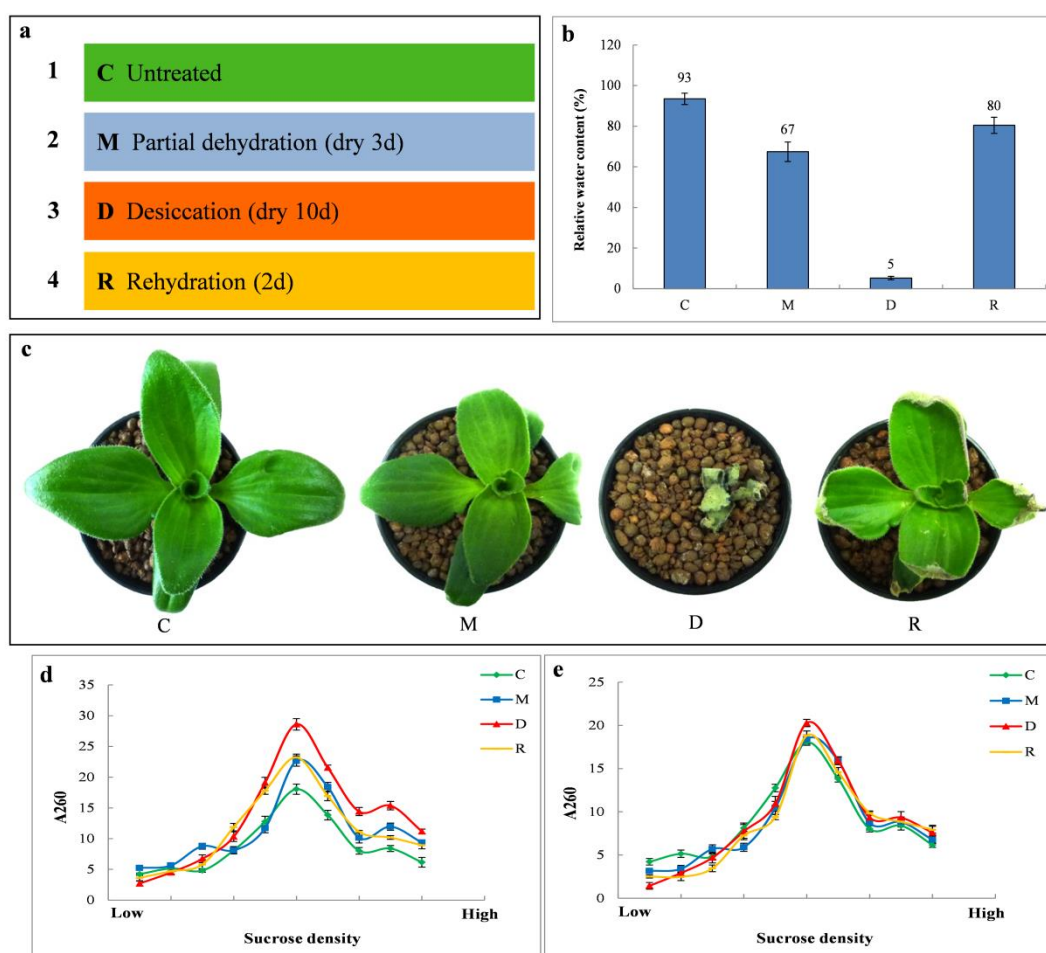 a
1 C Untreated
2 M Partial dehydration (dry 3d)
3 D Desiccation (dry 10d)
4 R Rehydration (2d)
b
Relative water content (%)
120
100
80
60
40
20
0
93
67
5
80
C M D R
c
C M D R
d
A260
35
30
25
20
15
10
5
0
C
M
D
R
Low High
Sucrose density
e
A260
25
20
15
10
5
0
C
M
D
R
Low High
Sucrose density